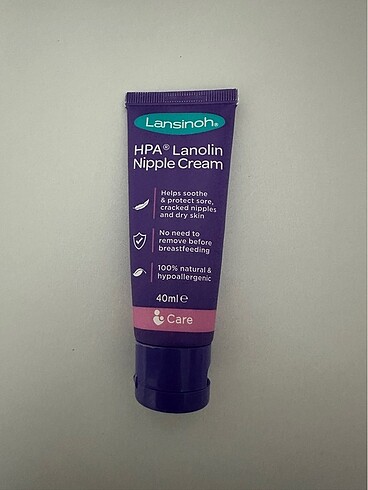 Lansinoh®
HPA® Lanolin
Nipple Cream
Helps soothe
& protect sore,
cracked nipples
and dry skin
No need to
remove before
breastfeeding
100% natural &
hypoallergenic
40ml ℮
Care